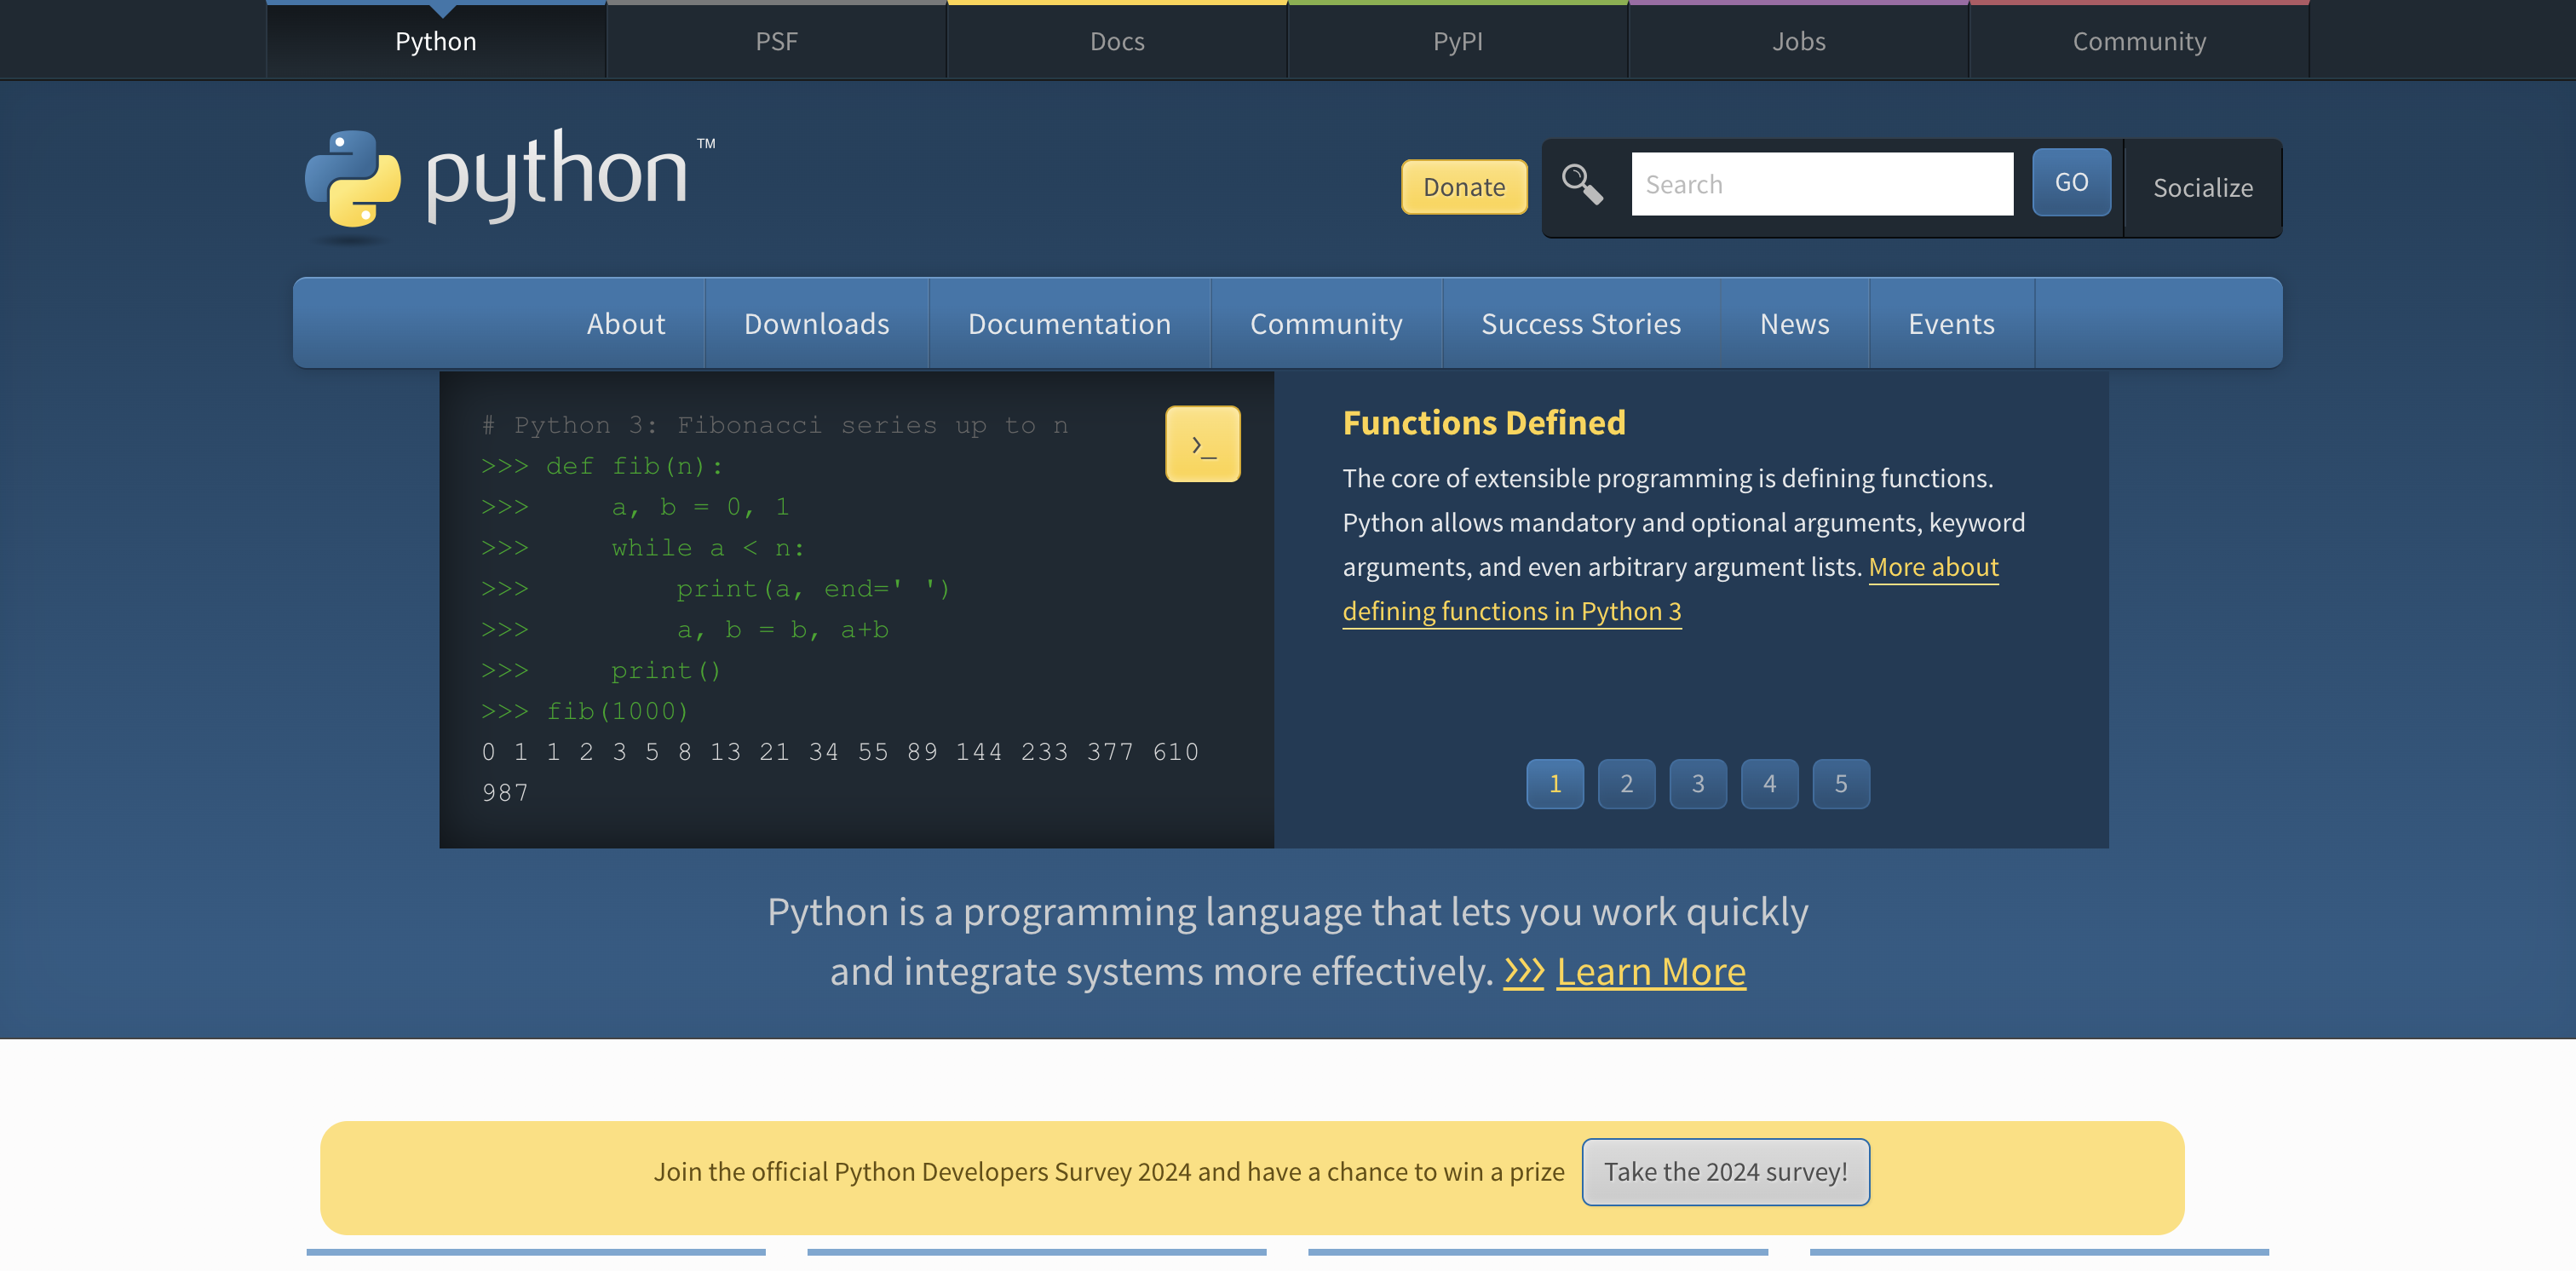 Python
PSF
Docs
PyPI
Jobs
Community
python™
Donate
Search
GO
Socialize
About
Downloads
Documentation
Community
Success Stories
News
Events
# Python 3: Fibonacci series up to n
>>> def fib(n):
>>>     a, b = 0, 1
>>>     while a < n:
>>>         print(a, end=' ')
>>>         a, b = b, a+b
>>>     print()
>>> fib(1000)
0 1 1 2 3 5 8 13 21 34 55 89 144 233 377 610
987
>_
Functions Defined
The core of extensible programming is defining functions.
Python allows mandatory and optional arguments, keyword
arguments, and even arbitrary argument lists. More about
defining functions in Python 3
1
2
3
4
5
Python is a programming language that lets you work quickly
and integrate systems more effectively. >>> Learn More
Join the official Python Developers Survey 2024 and have a chance to win a prize
Take the 2024 survey!